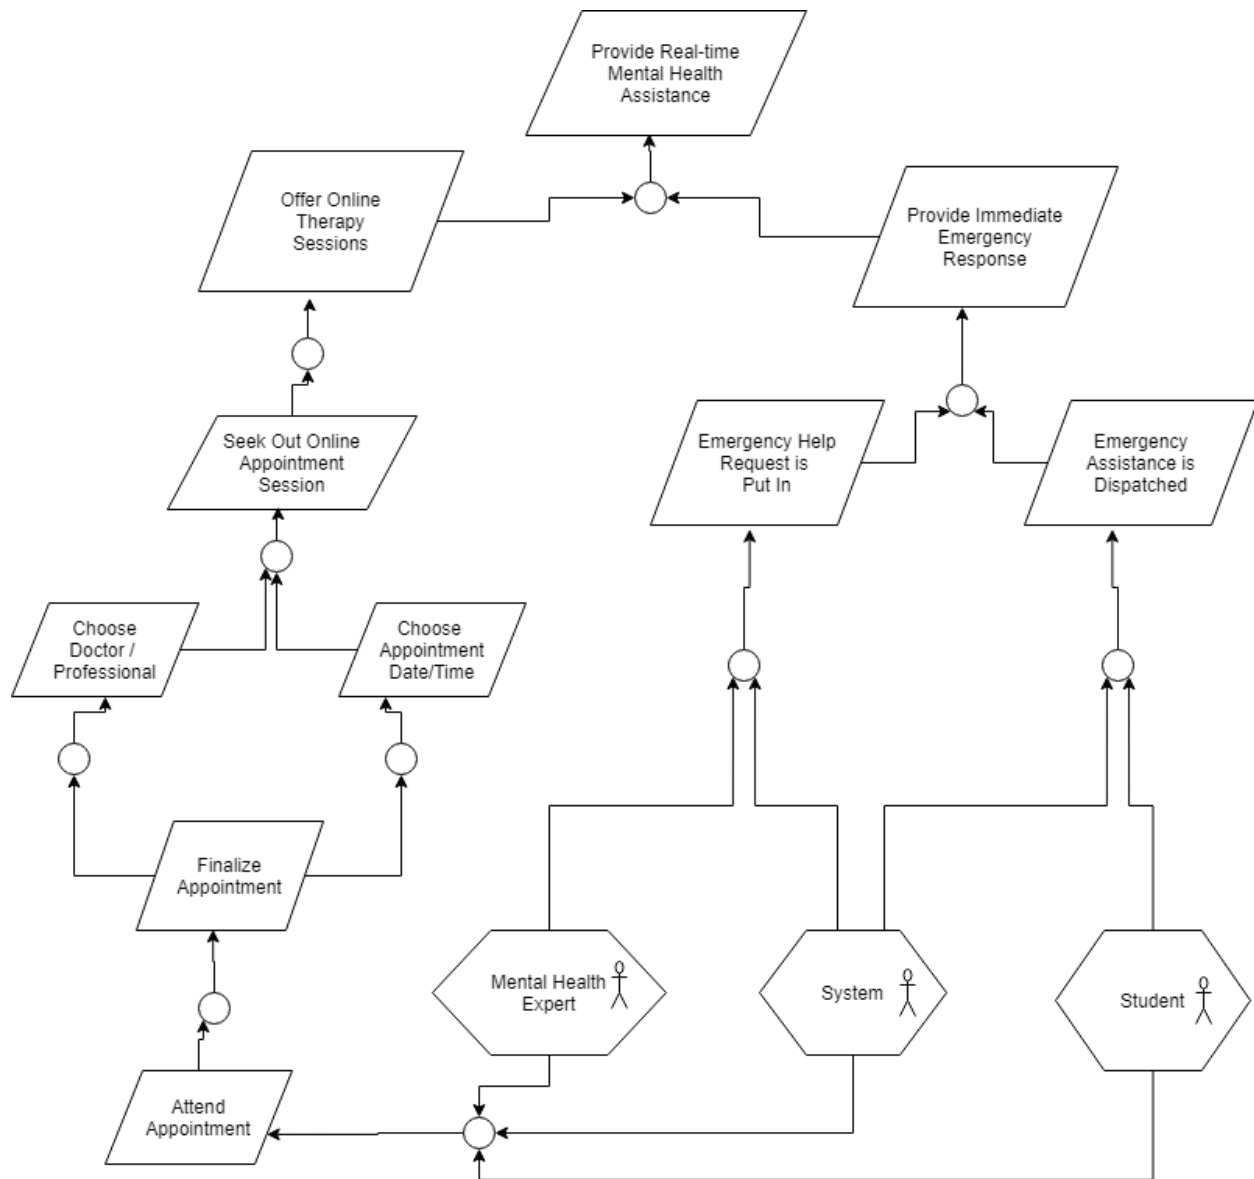 Provide Real-time
Mental Health
Assistance
Offer Online
Therapy
Sessions
Provide Immediate
Emergency
Response
Seek Out Online
Appointment
Session
Emergency Help
Request is
Put In
Emergency
Assistance is
Dispatched
Choose
Doctor /
Professional
Choose
Appointment
Date/Time
Finalize
Appointment
Mental Health
Expert
System
Student
Attend
Appointment